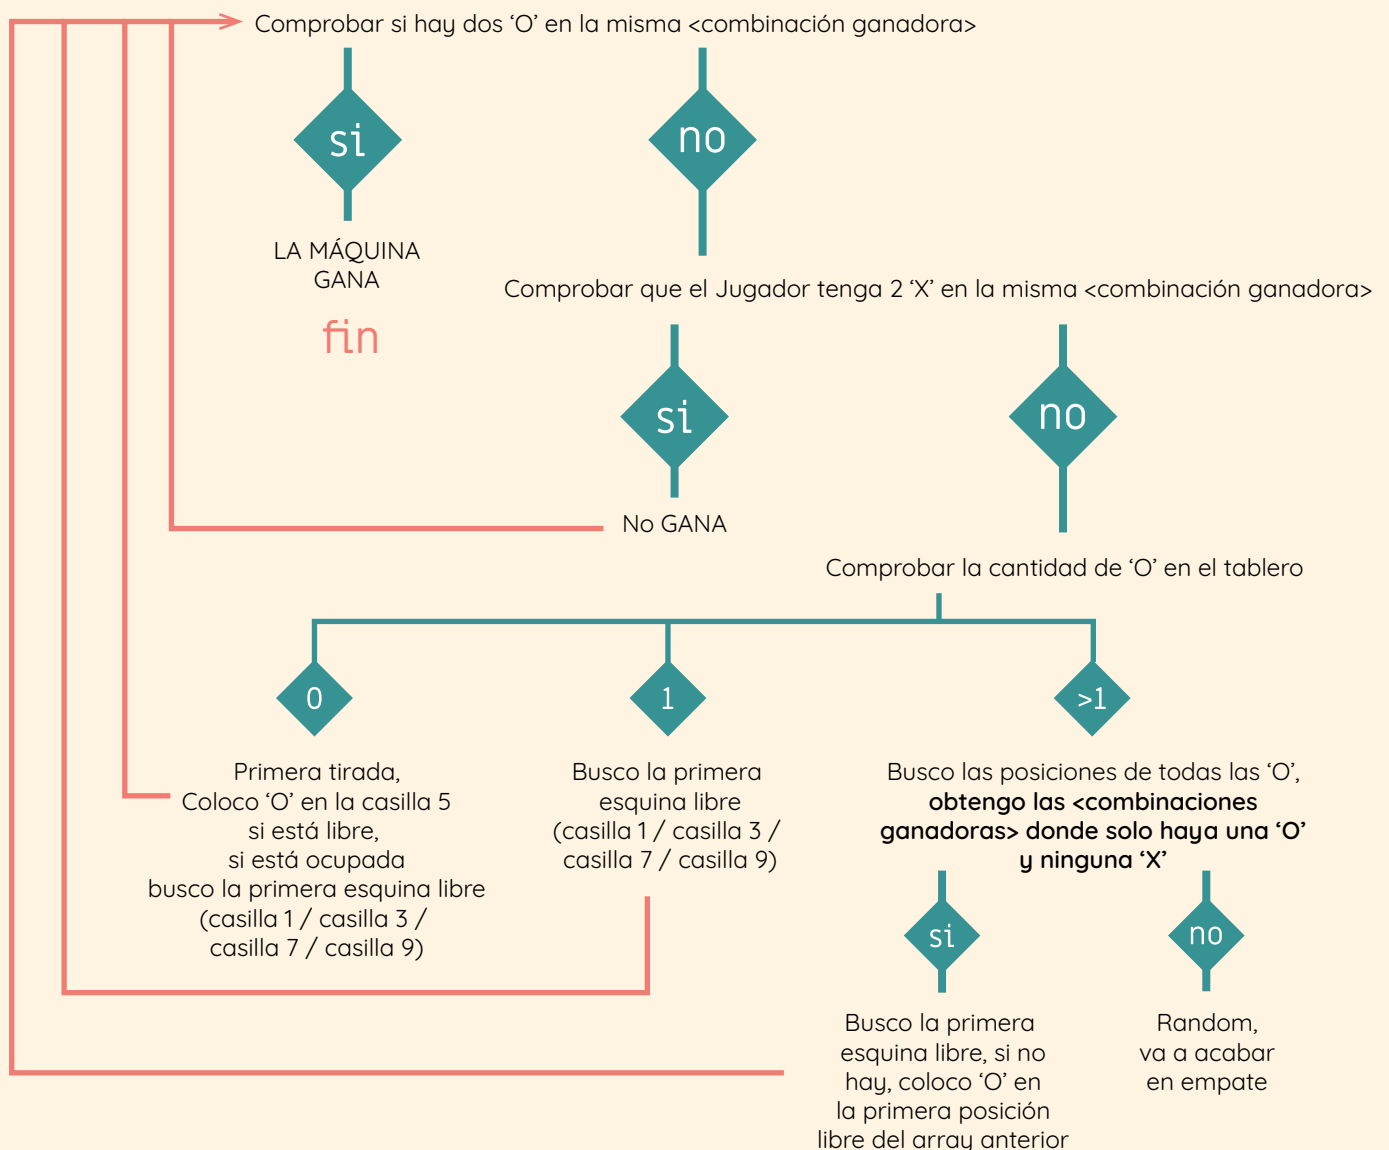 Comprobar si hay dos ‘O’ en la misma <combinación ganadora>
si
no
LA MÁQUINA
GANA
fin
Comprobar que el Jugador tenga 2 ‘X’ en la misma <combinación ganadora>
si
no
No GANA
Comprobar la cantidad de ‘O’ en el tablero
0
1
>1
Primera tirada,
Coloco ‘O’ en la casilla 5
si está libre,
si está ocupada
busco la primera esquina libre
(casilla 1 / casilla 3 /
casilla 7 / casilla 9)
Busco la primera
esquina libre
(casilla 1 / casilla 3 /
casilla 7 / casilla 9)
Busco las posiciones de todas las ‘O’,
obtengo las <combinaciones
ganadoras> donde solo haya una ‘O’
y ninguna ‘X’
si
no
Busco la primera
esquina libre, si no
hay, coloco ‘O’ en
la primera posición
libre del array anterior
Random,
va a acabar
en empate